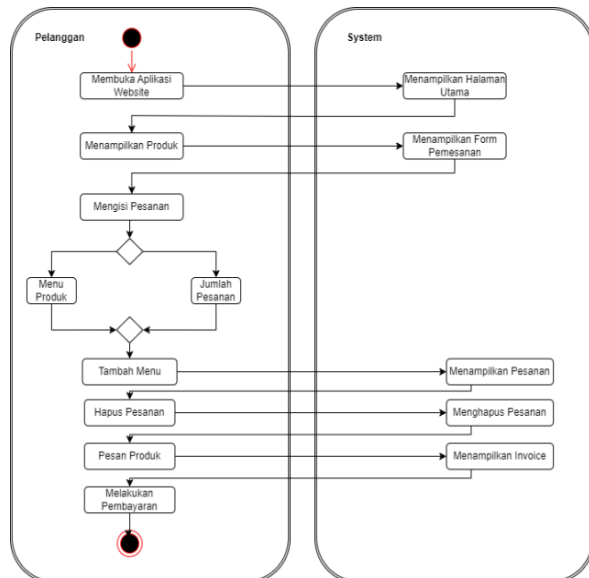 Pelanggan
System
Membuka Aplikasi
Website
Menampilkan Halaman
Utama
Menampilkan Produk
Menampilkan Form
Pemesanan
Mengisi Pesanan
Menu
Produk
Jumlah
Pesanan
Tambah Menu
Menampilkan Pesanan
Hapus Pesanan
Menghapus Pesanan
Pesan Produk
Menampilkan Invoice
Melakukan
Pembayaran